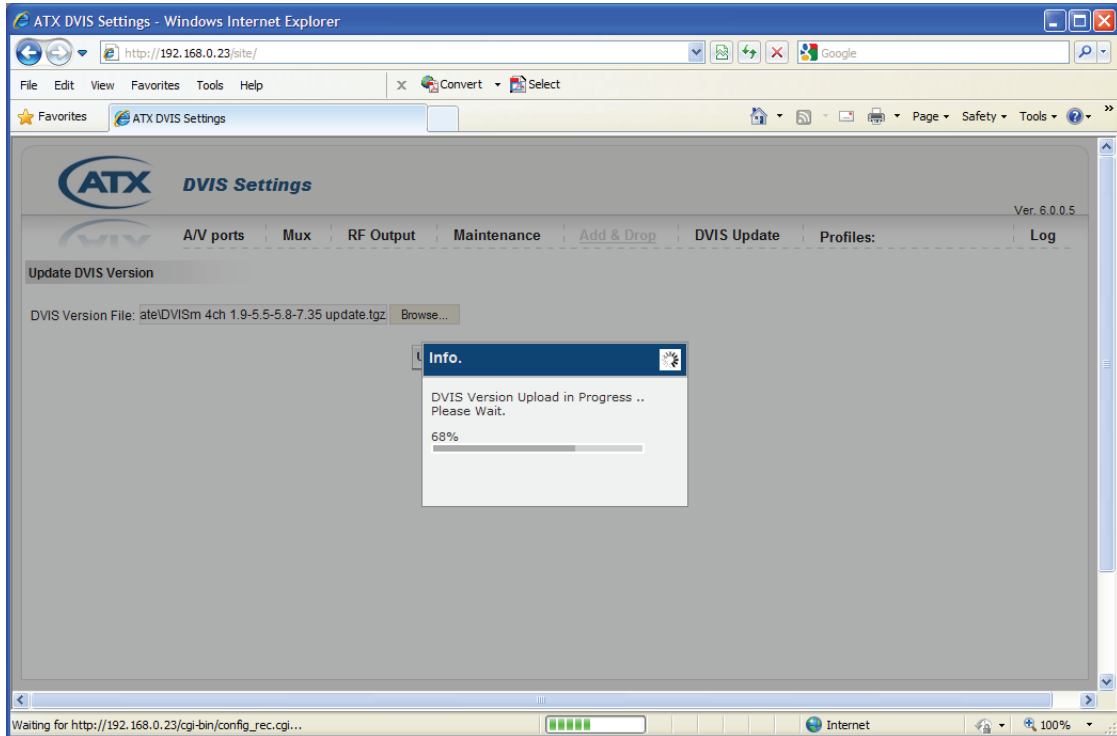 ATX DVIS Settings - Windows Internet Explorer
http://192.168.0.23/site/
Google
File Edit View Favorites Tools Help x Convert Select
Favorites ATX DVIS Settings Page Safety Tools »
ATX DVIS Settings
Ver. 6.0.0.5
A/V ports Mux RF Output Maintenance Add & Drop DVIS Update Profiles: Log
Update DVIS Version
DVIS Version File: ate\DVISm 4ch 1.9-5.5-5.8-7.35 update.tgz Browse...
U
Info.
DVIS Version Upload in Progress ..
Please Wait.
68%
Waiting for http://192.168.0.23/cgi-bin/config_rec.cgi... Internet 100%